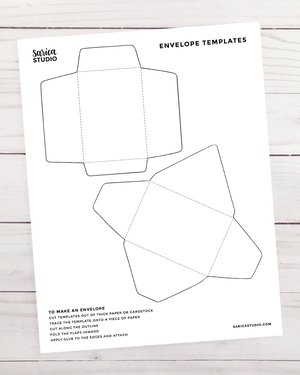 sarica
STUDIO
ENVELOPE TEMPLATES
TO MAKE AN ENVELOPE
CUT TEMPLATES OUT OF THICK PAPER OR CARDSTOCK
TRACE THE TEMPLATE ONTO A PIECE OF PAPER
CUT ALONG THE OUTLINE
FOLD THE FLAPS INWARD
APPLY GLUE TO THE EDGES AND ATTACH
SARICASTUDIO.COM